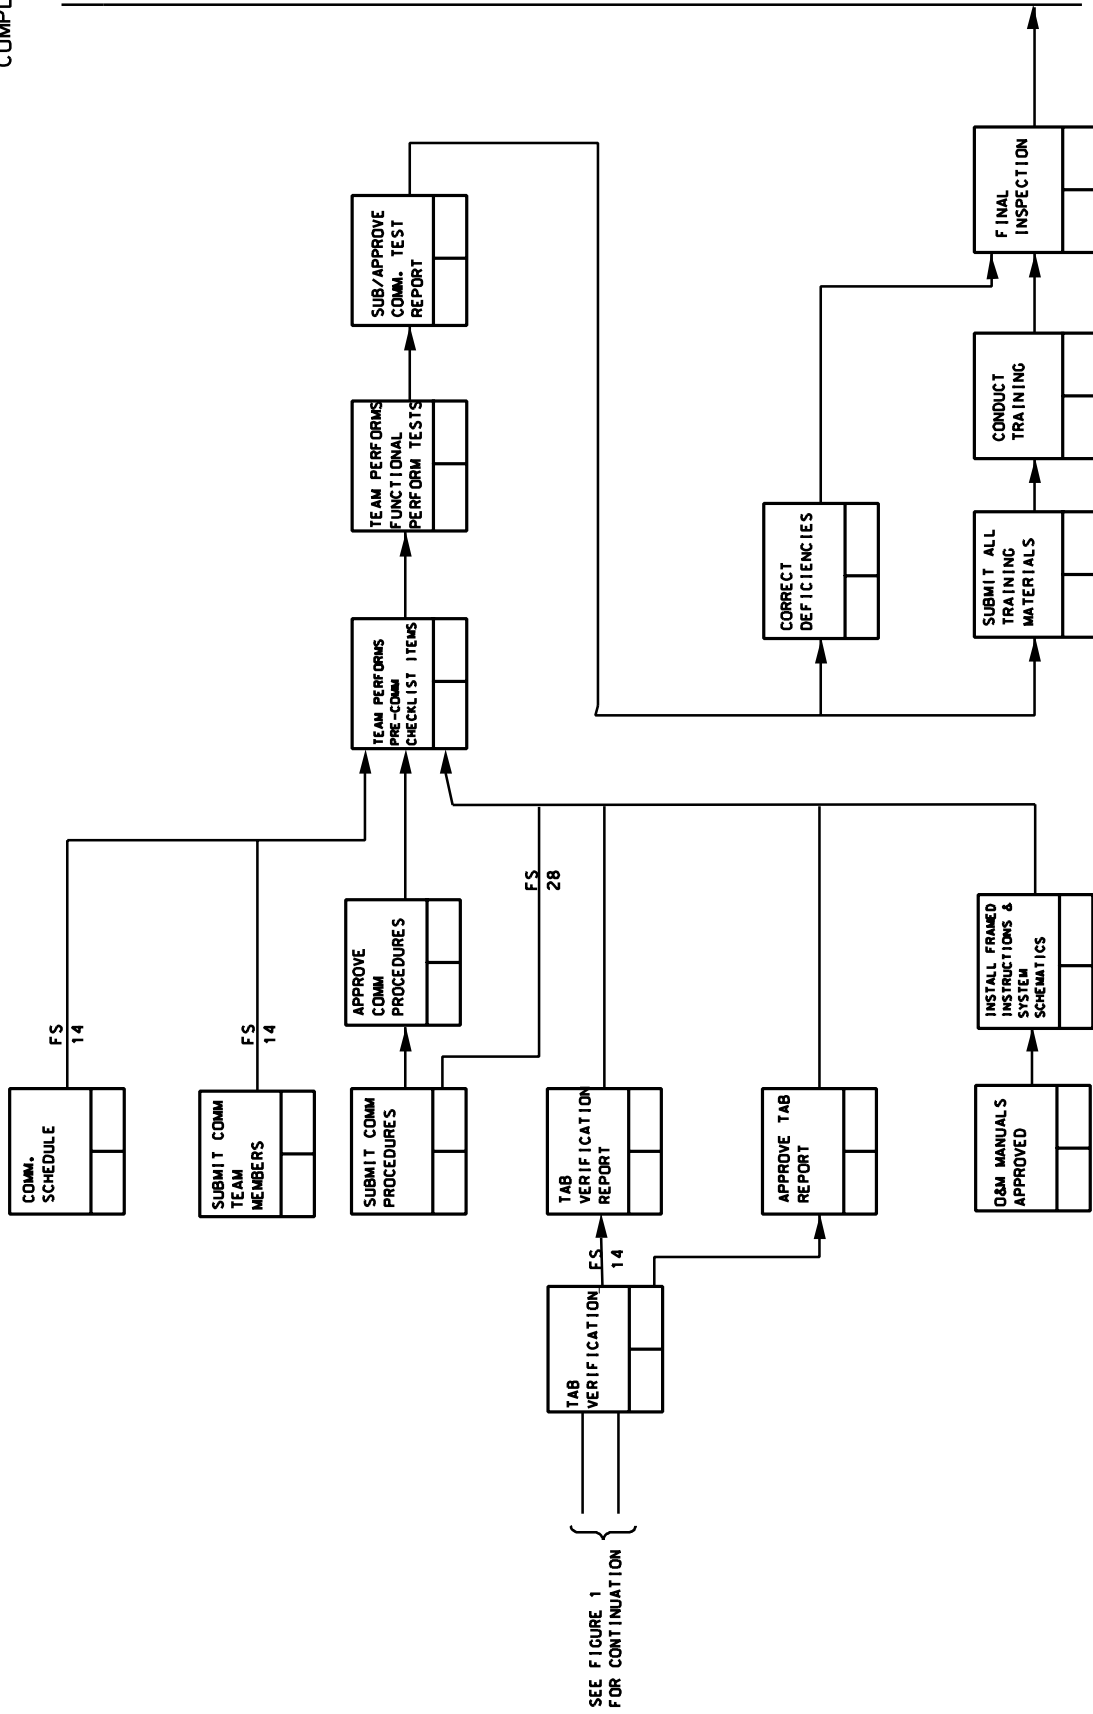 COMPL
COMM.
SCHEDULE
FS
14
SUBMIT COMM
TEAM
MEMBERS
FS
14
SUBMIT COMM
PROCEDURES
APPROVE
COMM
PROCEDURES
TEAM PERFORMS
PRE-COMM
CHECKLIST ITEMS
TEAM PERFORMS
FUNCTIONAL
PERFORM TESTS
SUB/APPROVE
COMM. TEST
REPORT
FS
28
SEE FIGURE 1
FOR CONTINUATION
TAB
VERIFICATION
FS
14
TAB
VERIFICATION
REPORT
APPROVE TAB
REPORT
CORRECT
DEFICIENCIES
O&M MANUALS
APPROVED
INSTALL FRAMED
INSTRUCTIONS &
SYSTEM
SCHEMATICS
SUBMIT ALL
TRAINING
MATERIALS
CONDUCT
TRAINING
FINAL
INSPECTION